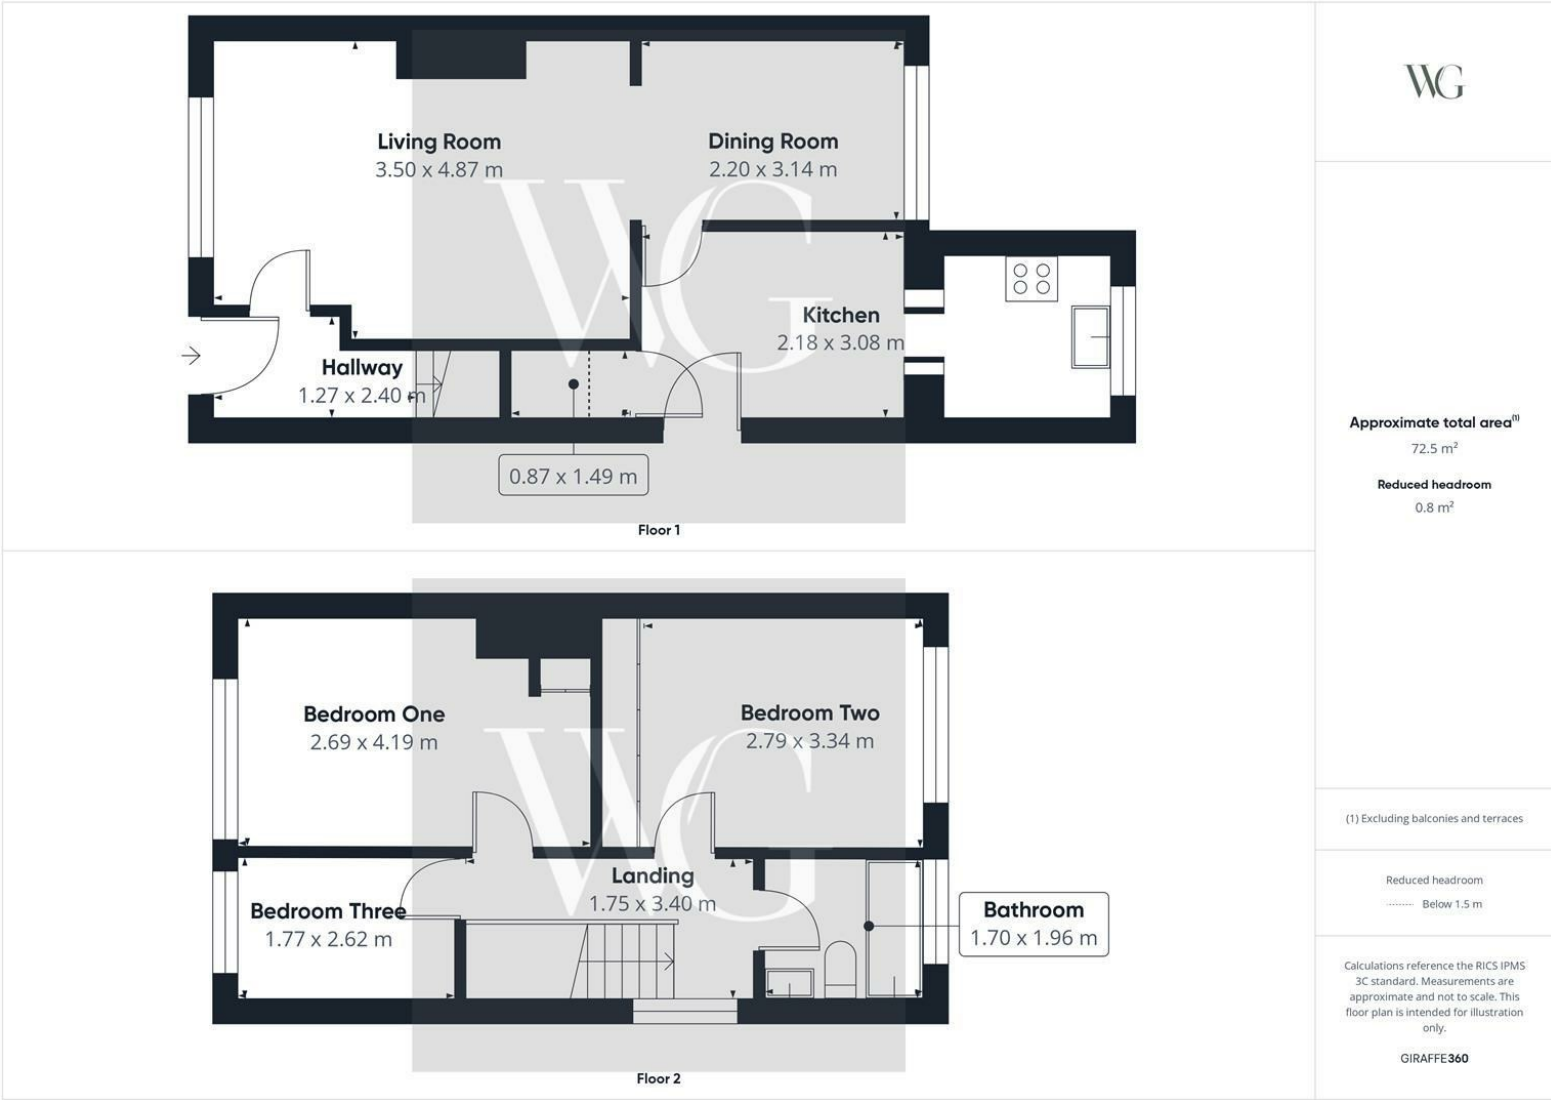 Living Room
3.50 x 4.87 m
Dining Room
2.20 x 3.14 m
Kitchen
2.18 x 3.08 m
Hallway
1.27 x 2.40 m
0.87 x 1.49 m
WG
Floor 1
Bedroom One
2.69 x 4.19 m
Bedroom Two
2.79 x 3.34 m
Landing
1.75 x 3.40 m
Bedroom Three
1.77 x 2.62 m
Bathroom
1.70 x 1.96 m
WG
Floor 2
WG
Approximate total area(1)
72.5 m²
Reduced headroom
0.8 m²
(1) Excluding balconies and terraces
Reduced headroom
Below 1.5 m
Calculations reference the RICS IPMS
3C standard. Measurements are
approximate and not to scale. This
floor plan is intended for illustration
only.
GIRAFFE360